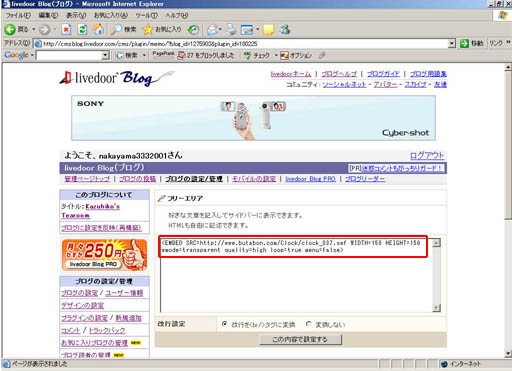 livedoor Blog(ブログ) - Microsoft Internet Explorer
ファイル(F) 編集(E) 表示(V) お気に入り(A) ツール(T) ヘルプ(H)
戻る 検索 お気に入り
アドレス(D) http://cms.blog.livedoor.com/cms/plugin/memo/?blog_id=1275903&plugin_id=180225 移動 リンク »
Google 検索 PageRank 27 をブロックしました チェック オプション
livedoor Blog
livedoorホーム | ブログヘルプ | ブログガイド | ブログ用語集
コミュニティ: ソーシャルネット - アバター - スカイプ - 友達
SONY
Cyber-shot
ようこそ、nakayama3332001さん ログアウト
livedoor Blog(ブログ) [PR]迷惑コメントもがっちりガード!
管理ページトップ | ブログの投稿 | ブログの設定/管理 | モバイルの設定 | livedoor Blog PRO | ブログリーダー
このブログについて
タイトル: Kazuhiko's Tearoom
ブログに設定を反映(再構築)
月々わずか250円
livedoor Blog PRO
ブログの設定/管理
ブログの設定 / ユーザー情報
デザインの設定
プラグインの設定 / 新規追加
コメント / トラックバック
お気に入りブログの管理 NEW
ブログ読者の管理 NEW
フリーエリア
好きな文章を記入してサイドバーに表示できます。
HTMLも自由に記述できます。
<EMBED SRC=http://www.butabon.com/Clock/clock_037.swf WIDTH=150 HEIGHT=150
wmode=transparent quality=high loop=true menu=false>
改行設定 改行を<br/>タグに変換 変換しない
この内容で設定する
ページが表示されました インターネット